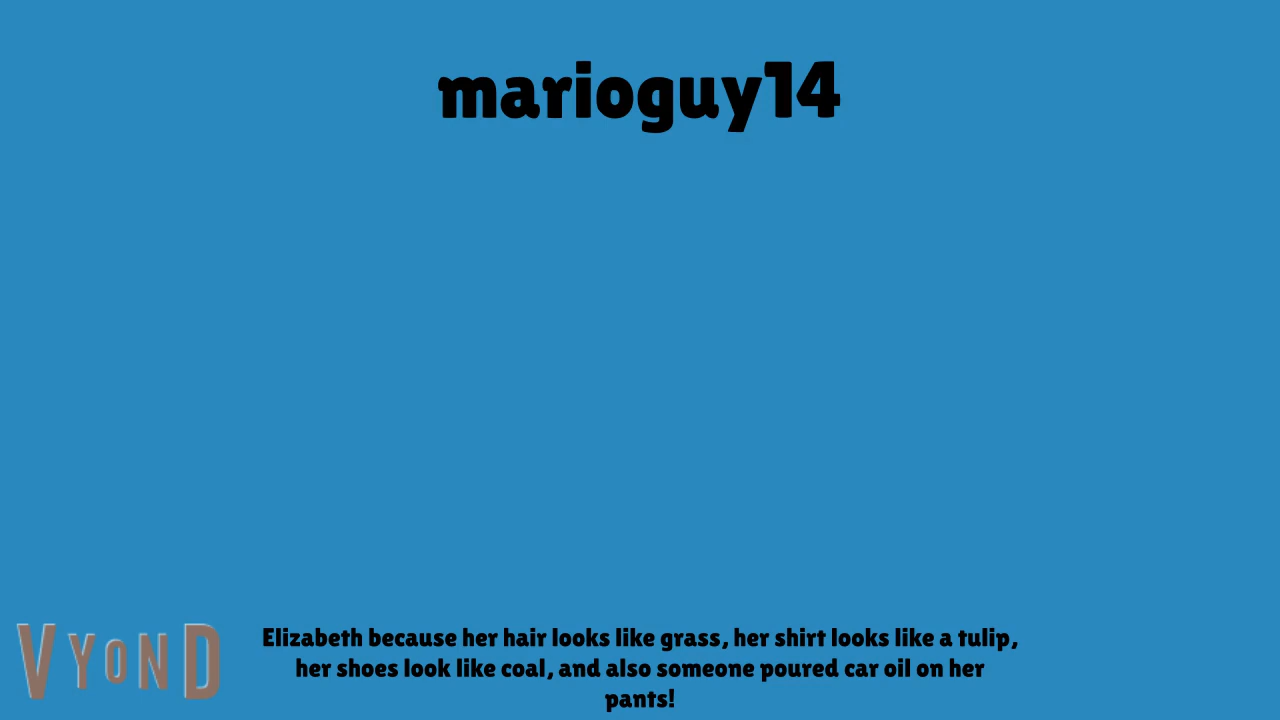 marioguy14
Elizabeth because her hair looks like grass, her shirt looks like a tulip,
her shoes look like coal, and also someone poured car oil on her
pants!
VYOND